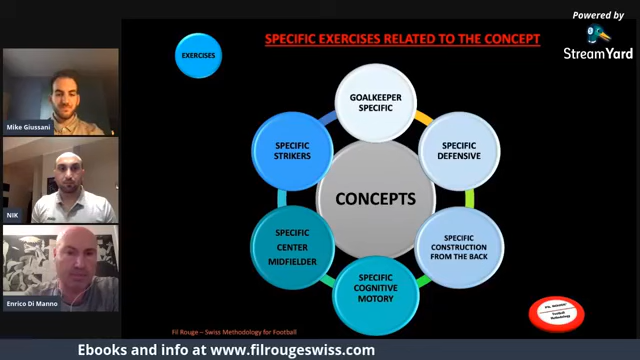 Powered by
StreamYard
SPECIFIC EXERCISES RELATED TO THE CONCEPT
EXERCISES
GOALKEEPER
SPECIFIC
SPECIFIC
DEFENSIVE
SPECIFIC
CONSTRUCTION
FROM THE BACK
SPECIFIC
COGNITIVE
MOTORY
SPECIFIC
CENTER
MIDFIELDER
SPECIFIC
STRIKERS
CONCEPTS
Mike Giussani
NIK
Enrico Di Manno
Fil Rouge – Swiss Methodology for Football
Ebooks and info at www.filrougeswiss.com